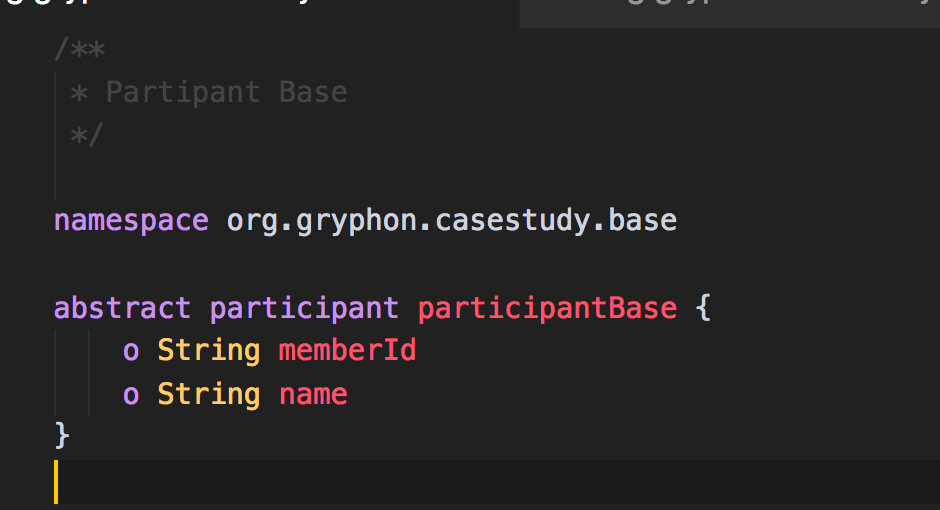 /**
* Partipant Base
*/
namespace org.gryphon.casestudy.base
abstract participant participantBase {
o String memberId
o String name
}